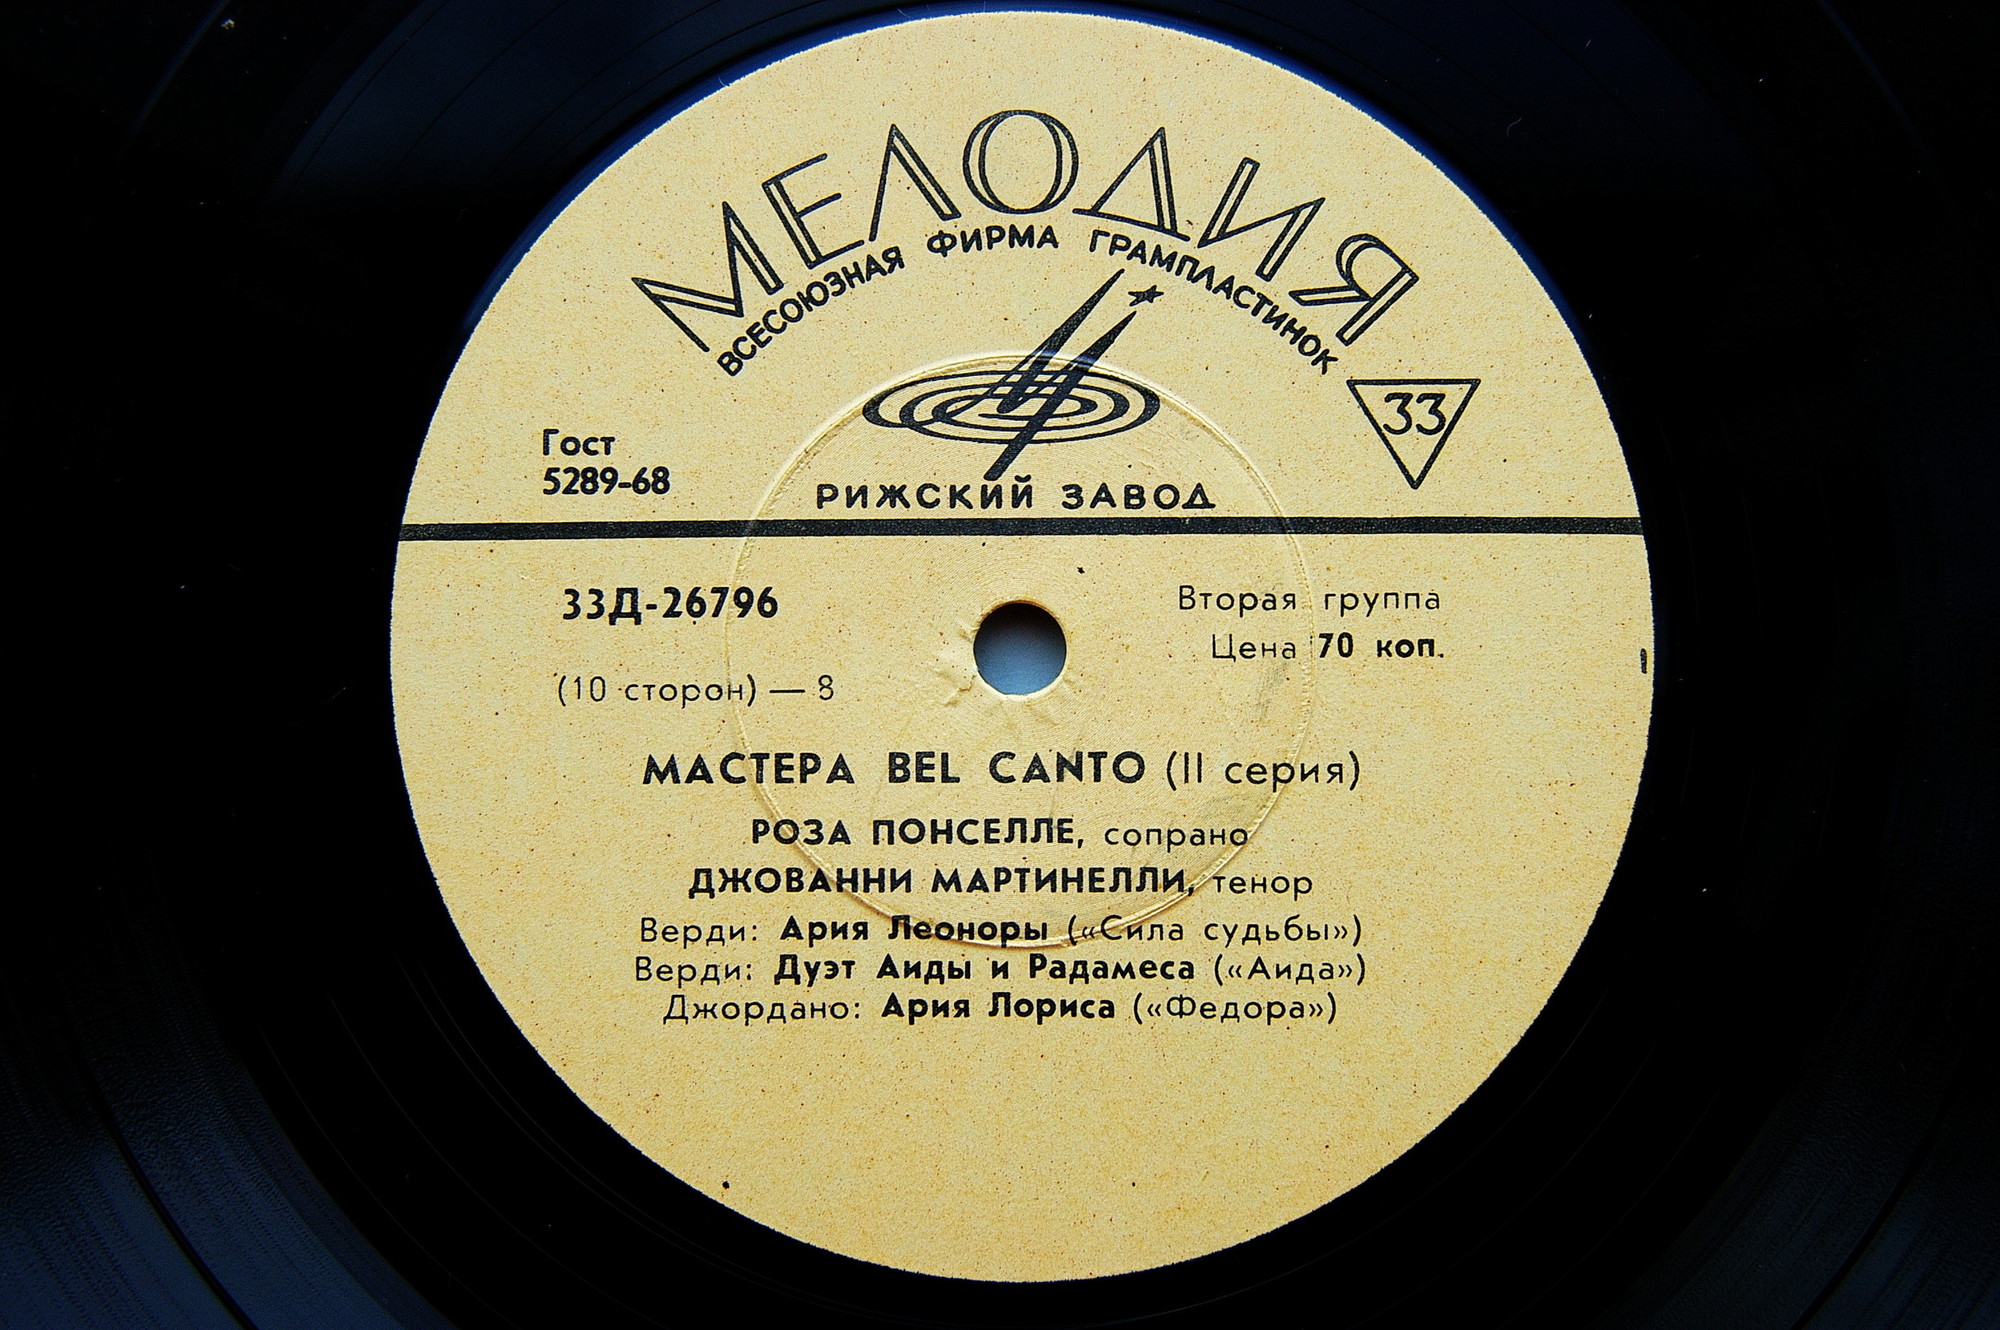 МЕЛОДИЯ
ВСЕСОЮЗНАЯ ФИРМА ГРАМПЛАСТИНОК
33
Гост
5289-68
РИЖСКИЙ ЗАВОД
33Д-26796
Вторая группа
Цена 70 коп.
(10 сторон) — 8
МАСТЕРА BEL CANTO (II серия)
РОЗА ПОНСЕЛЛЕ, сопрано
ДЖОВАННИ МАРТИНЕЛЛИ, тенор
Верди: Ария Леоноры («Сила судьбы»)
Верди: Дуэт Аиды и Радамеса («Аида»)
Джордано: Ария Лориса («Федора»)